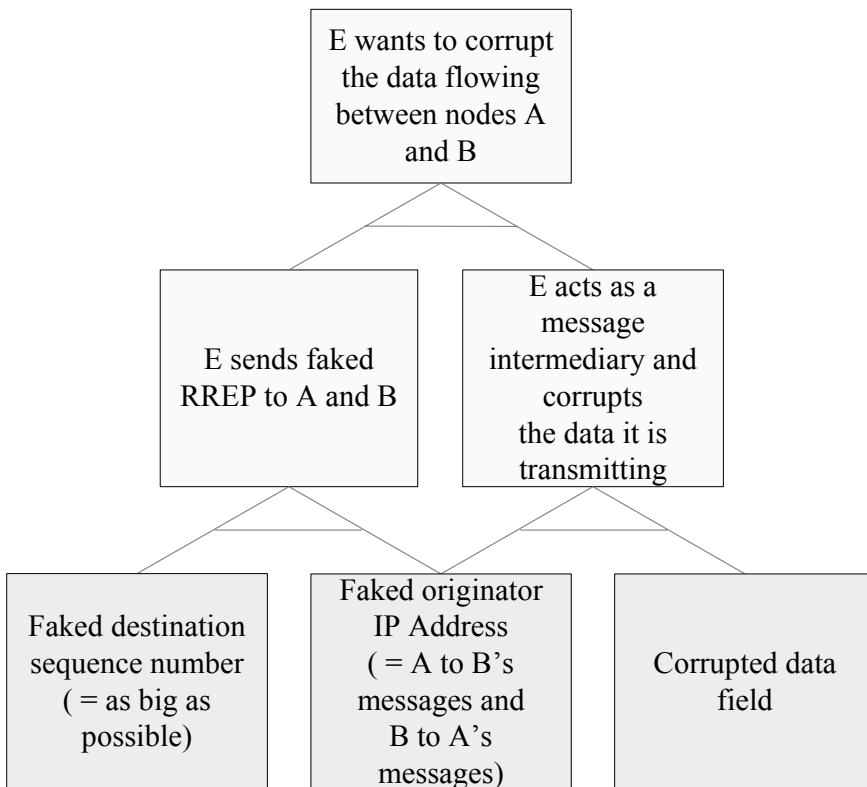 E wants to corrupt
the data flowing
between nodes A
and B
E sends faked
RREP to A and B
E acts as a
message
intermediary and
corrupts
the data it is
transmitting
Faked destination
sequence number
( = as big as
possible)
Faked originator
IP Address
( = A to B’s
messages and
B to A’s
messages)
Corrupted data
field